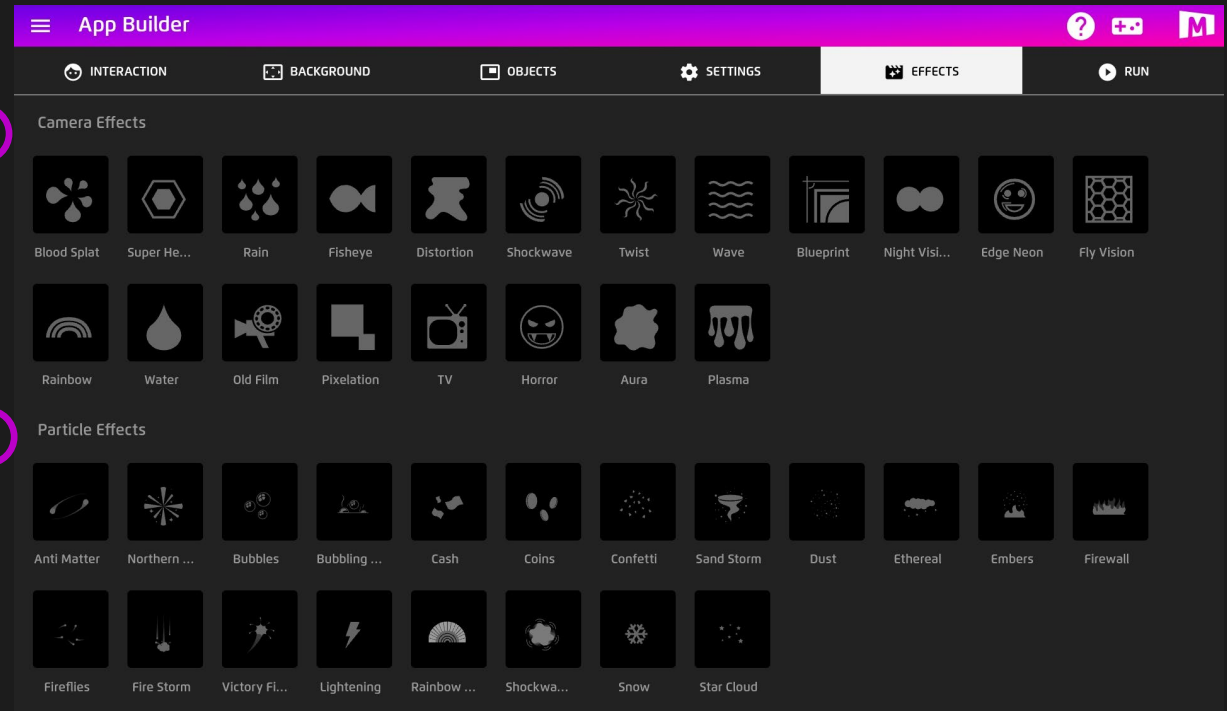 App Builder
? M
INTERACTION BACKGROUND OBJECTS SETTINGS EFFECTS RUN
Camera Effects
Blood Splat Super He... Rain Fisheye Distortion Shockwave Twist Wave Blueprint Night Visi... Edge Neon Fly Vision
Rainbow Water Old Film Pixelation TV Horror Aura Plasma
Particle Effects
Anti Matter Northern ... Bubbles Bubbling ... Cash Coins Confetti Sand Storm Dust Ethereal Embers Firewall
Fireflies Fire Storm Victory Fi... Lightening Rainbow ... Shockwa... Snow Star Cloud